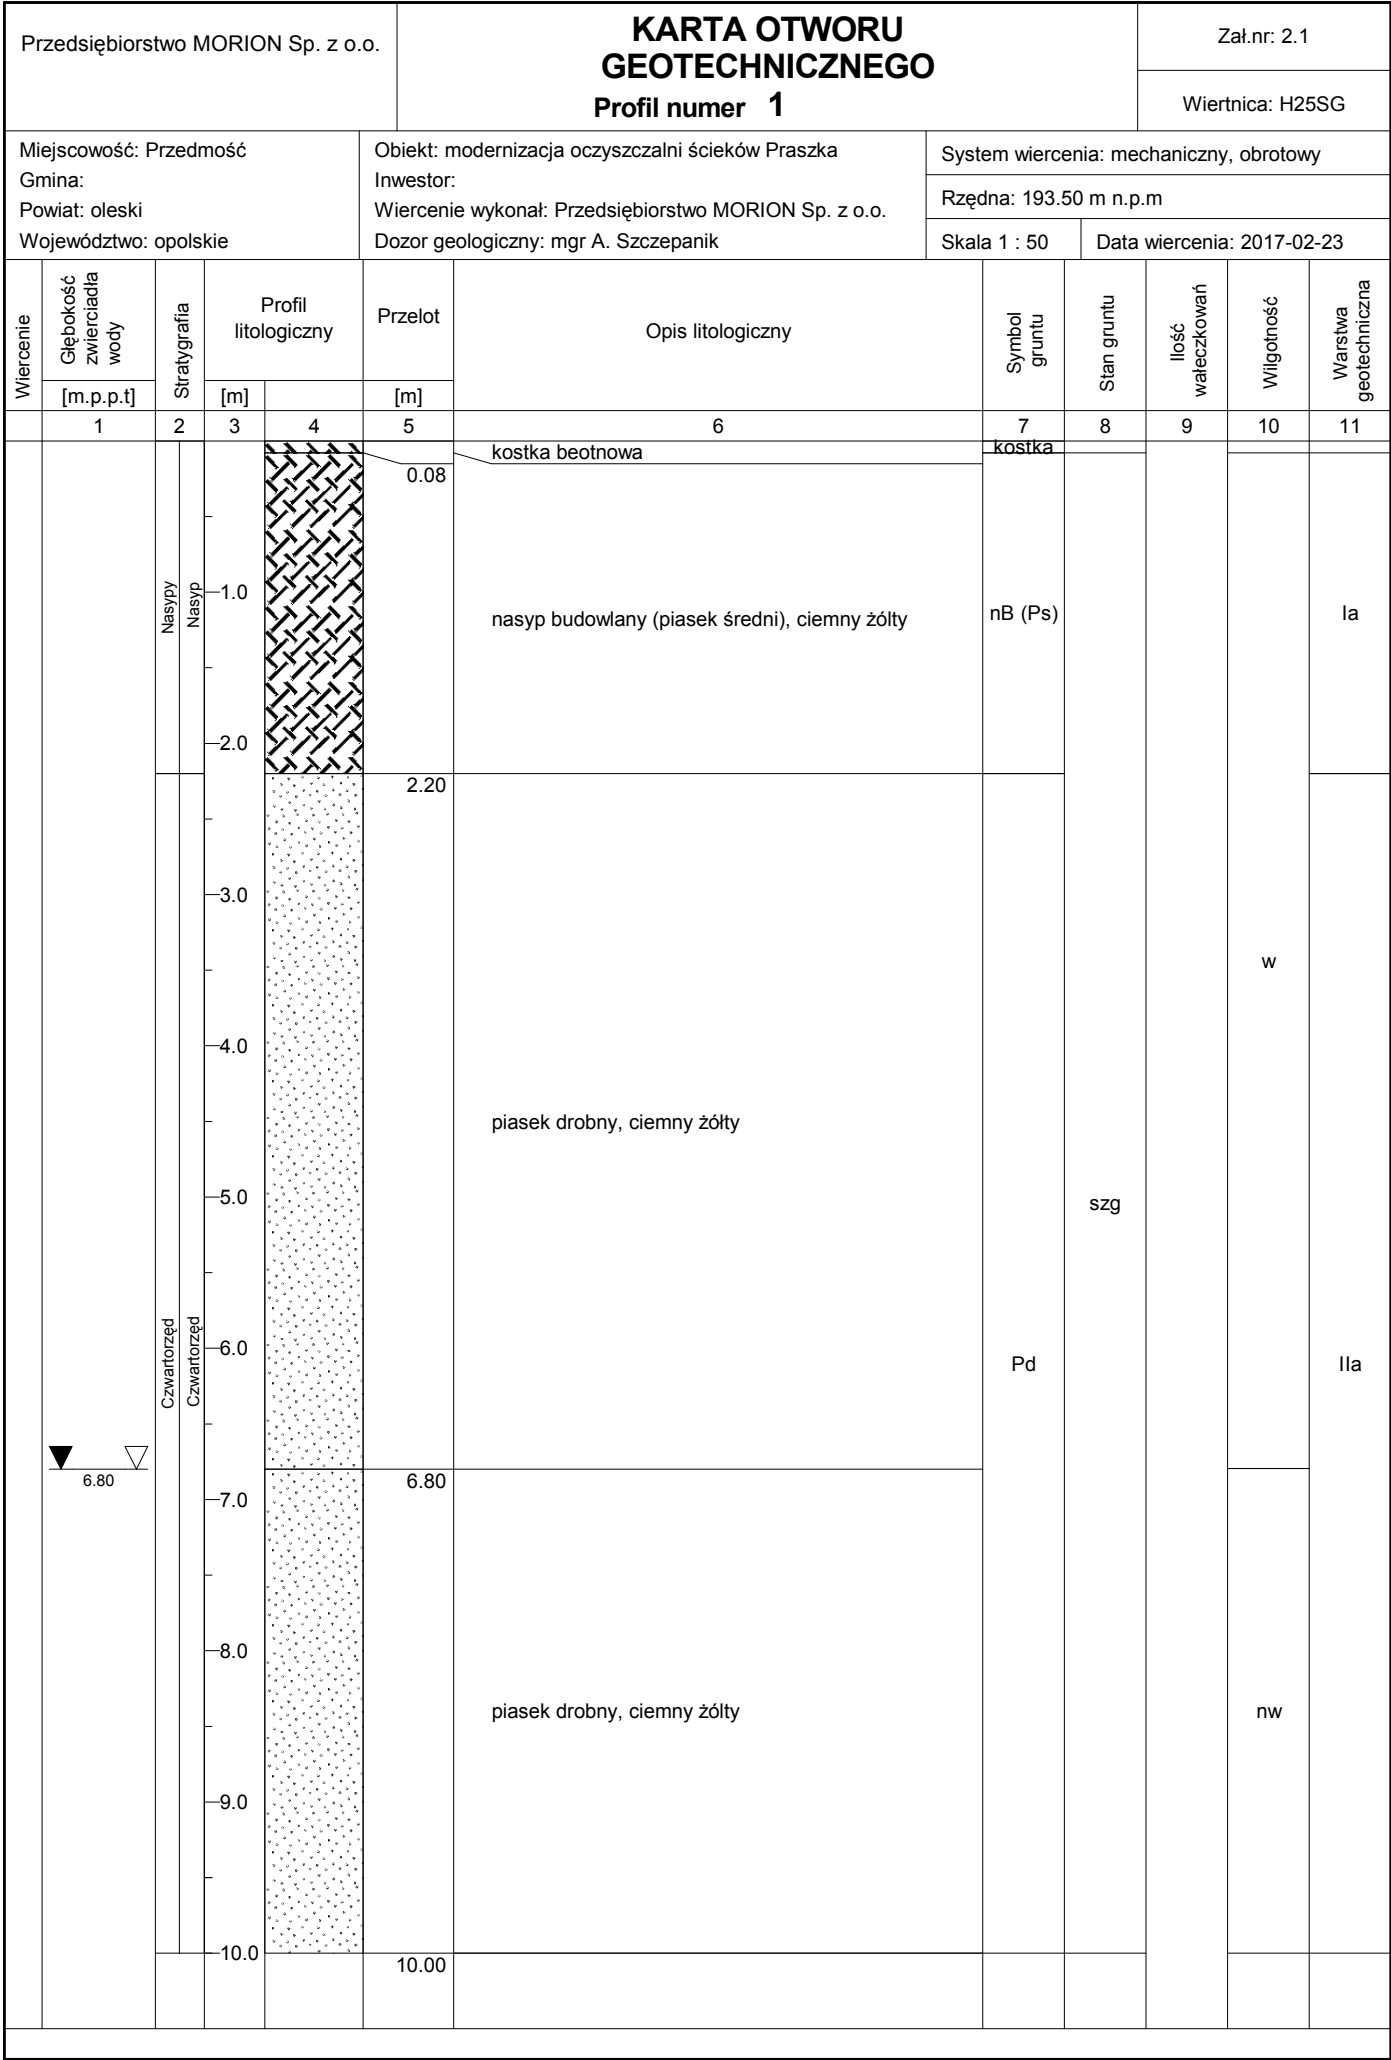 Przedsiębiorstwo MORION Sp. z o.o.
KARTA OTWORU
GEOTECHNICZNEGO
Profil numer 1
Zał.nr: 2.1
Wiertnica: H25SG
Miejscowość: Przedmość
Gmina:
Powiat: oleski
Województwo: opolskie
Obiekt: modernizacja oczyszczalni ścieków Praszka
Inwestor:
Wiercenie wykonał: Przedsiębiorstwo MORION Sp. z o.o.
Dozor geologiczny: mgr A. Szczepanik
System wiercenia: mechaniczny, obrotowy
Rzędna: 193.50 m n.p.m
Skala 1 : 50
Data wiercenia: 2017-02-23
Wiercenie
Głębokość
zwierciadła
wody
[m.p.p.t]
Stratygrafia
Profil
litologiczny
[m]
Przelot
[m]
Opis litologiczny
Symbol
gruntu
Stan gruntu
Ilość
wałeczkowań
Wilgotność
Warstwa
geotechniczna
1 2 3 4 5 6 7 8 9 10 11
kostka beotnowa
kostka
0.08
Nasypy
Nasyp
1.0
nasyp budowlany (piasek średni), ciemny żólty
nB (Ps)
Ia
2.0
2.20
3.0
w
4.0
piasek drobny, ciemny żółty
5.0
szg
Czwartorzęd
Czwartorzęd
6.0
Pd
IIa
6.80
6.80
7.0
8.0
piasek drobny, ciemny żólty
nw
9.0
10.0
10.00